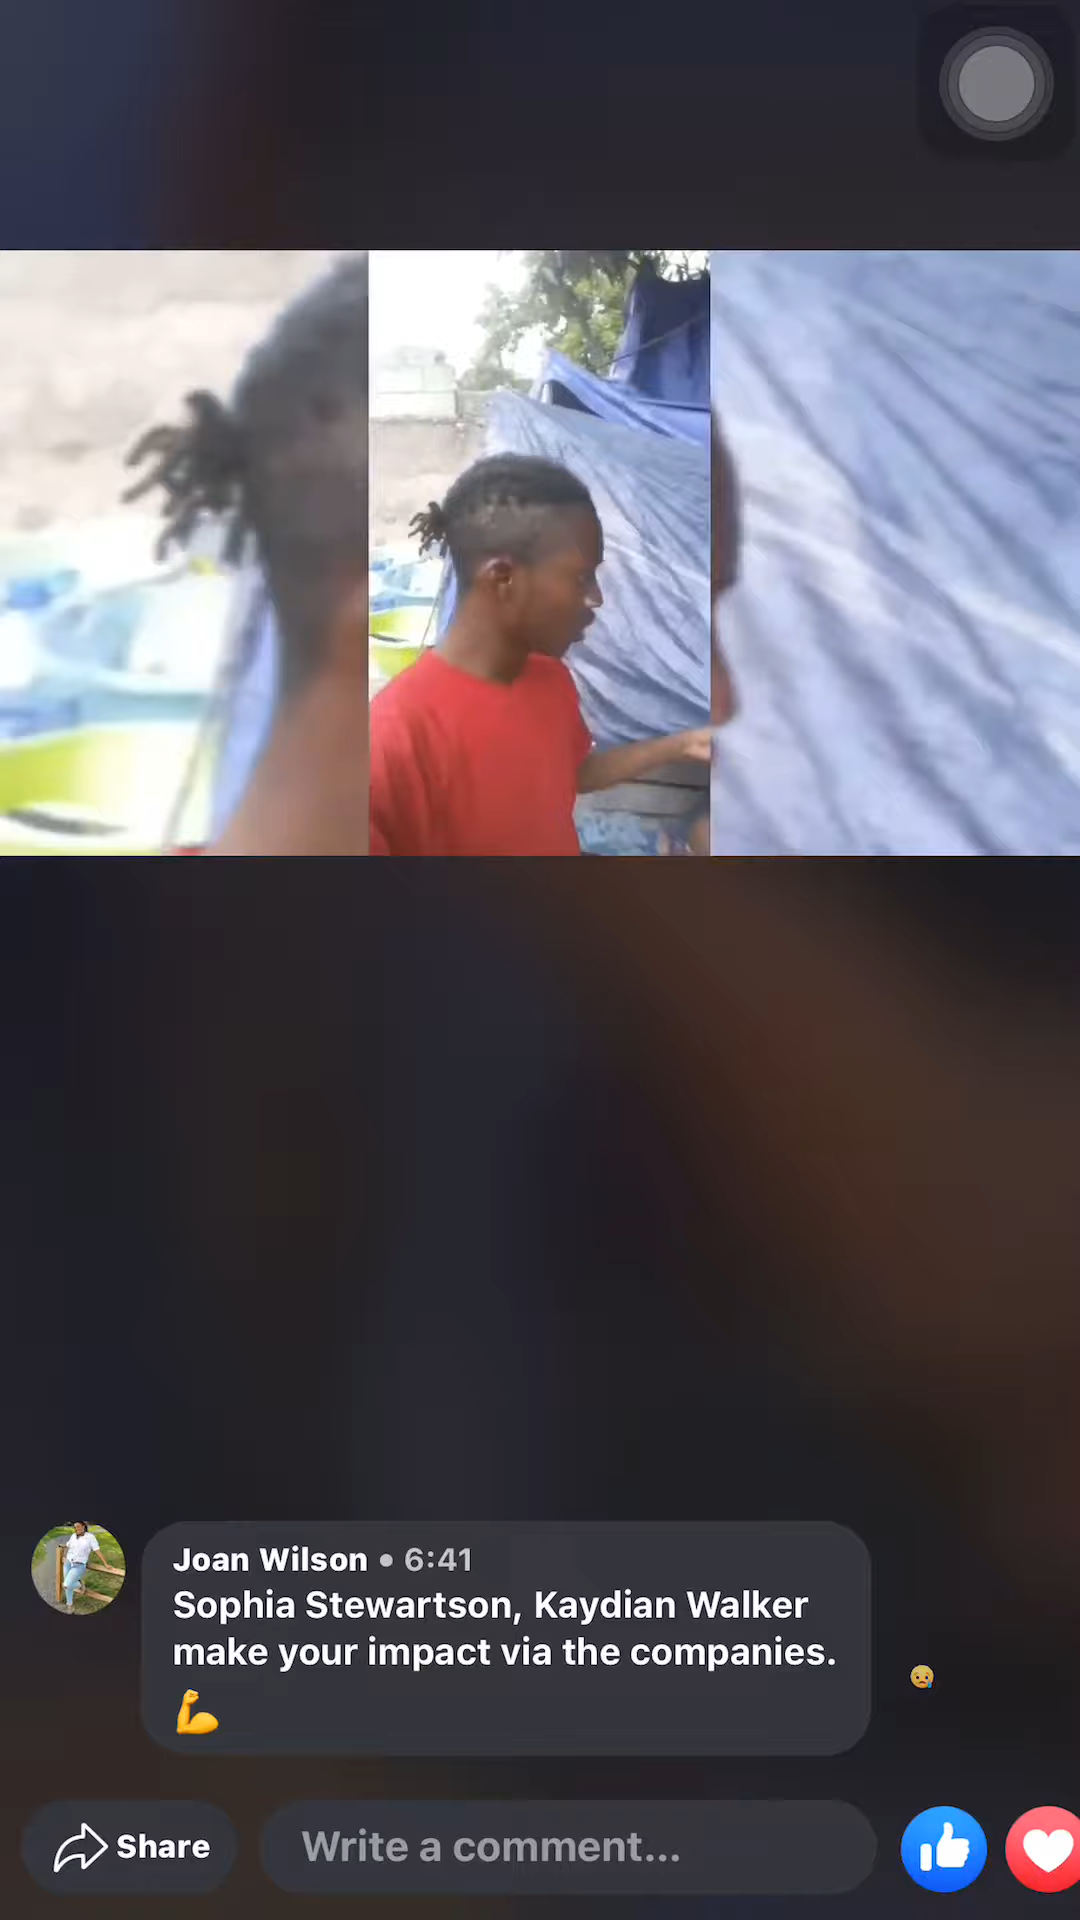 Joan Wilson • 6:41
Sophia Stewartson, Kaydian Walker
make your impact via the companies.
💪
Share
Write a comment...